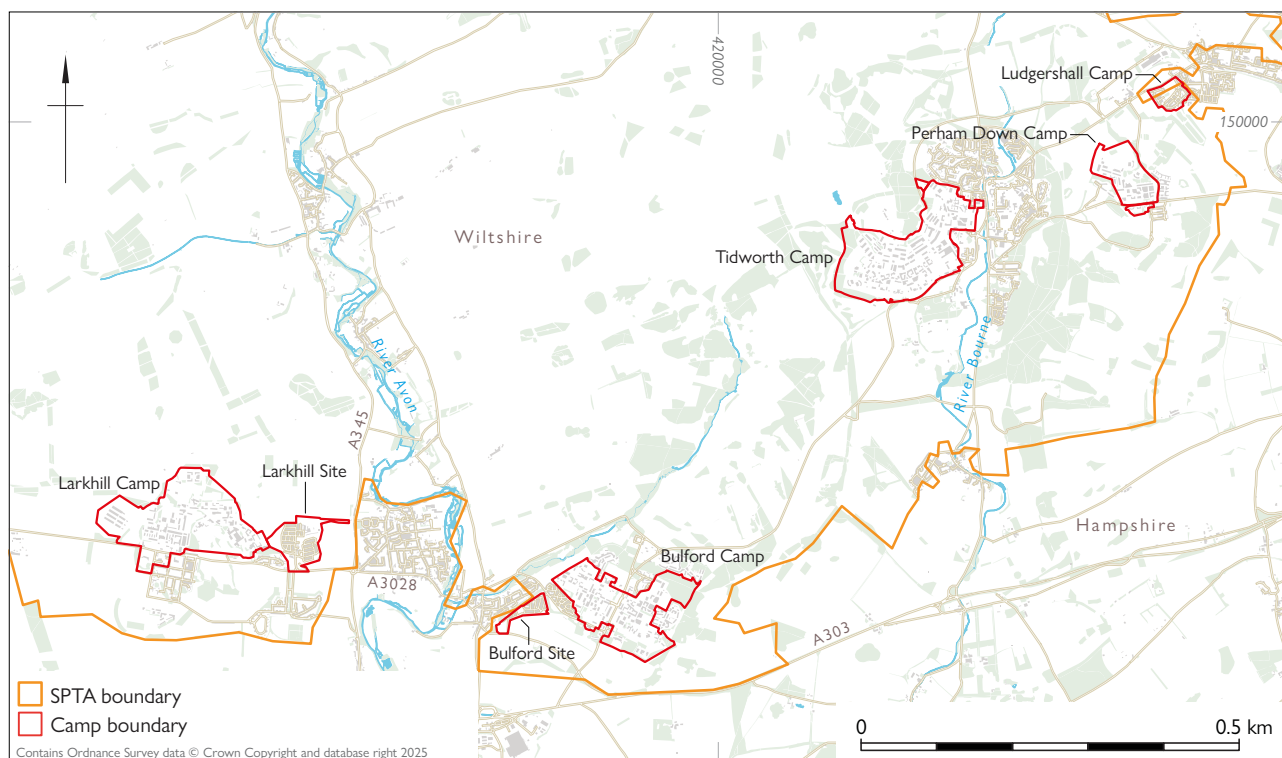 420000
Ludgershall Camp
150000
Perham Down Camp
Wiltshire
Tidworth Camp
River Bourne
River Avon
A345
Larkhill Site
Larkhill Camp
Hampshire
Bulford Camp
A3028
A303
Bulford Site
SPTA boundary
Camp boundary
0 0.5 km
Contains Ordnance Survey data © Crown Copyright and database right 2025
420000